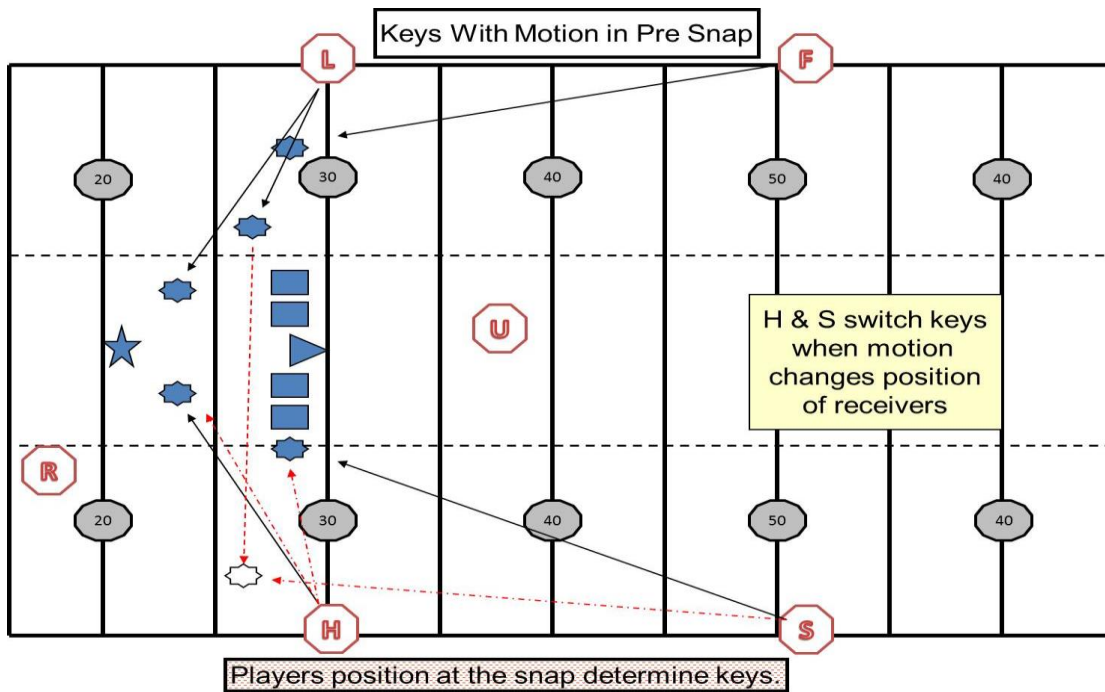 Keys With Motion in Pre Snap
L
F
20
30
40
50
40
U
H & S switch keys
when motion
changes position
of receivers
R
20
30
40
50
40
H
S
Players position at the snap determine keys.